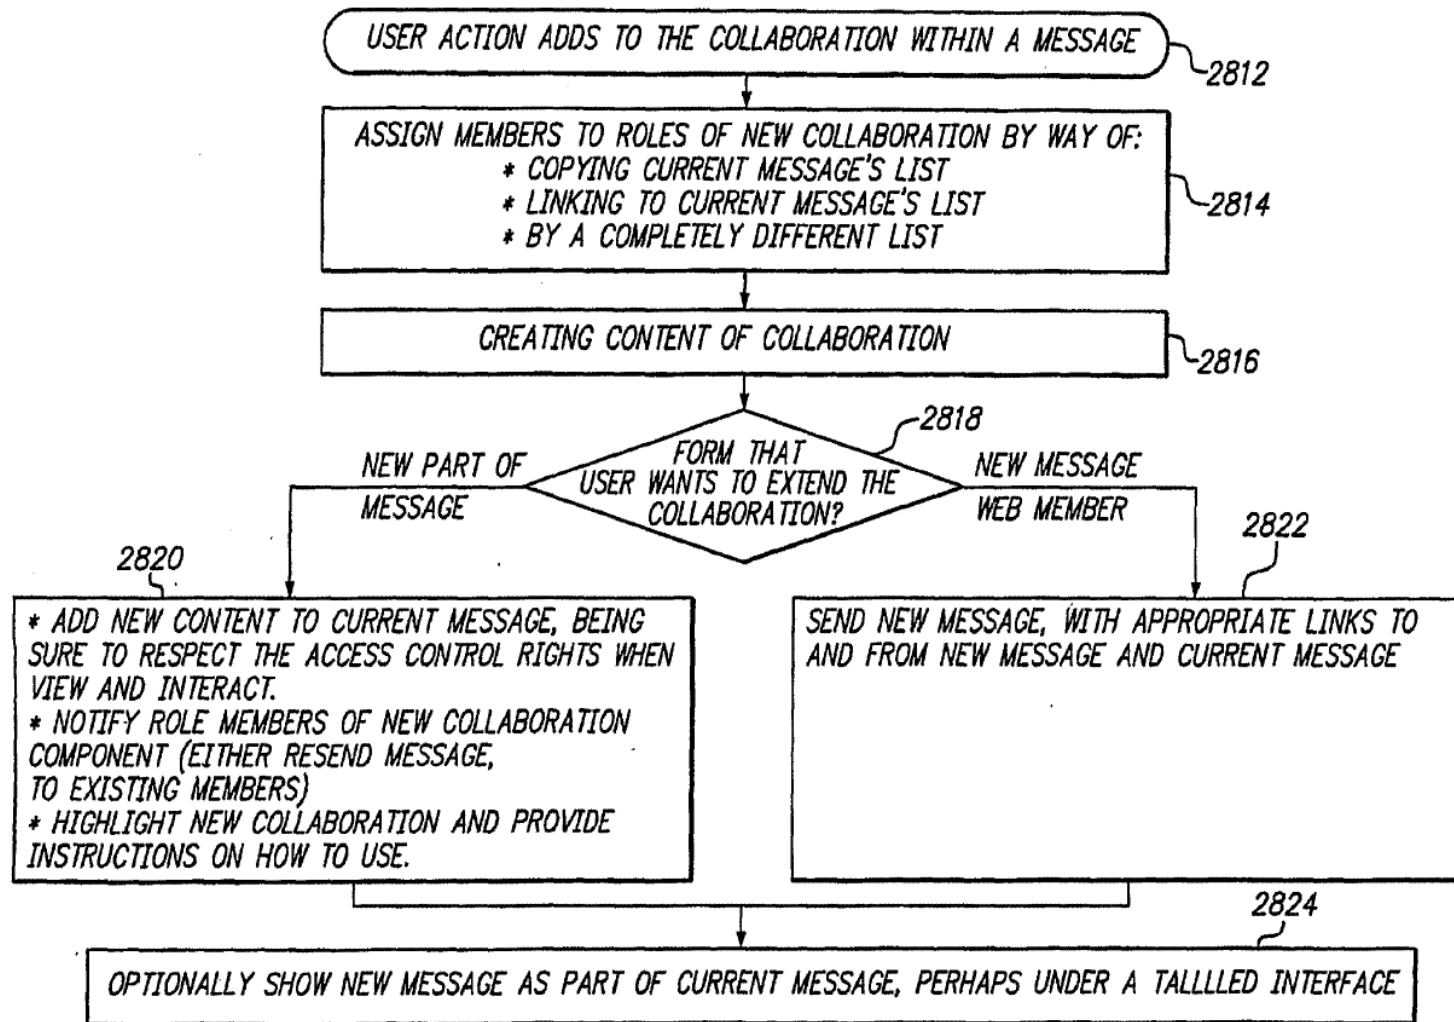 USER ACTION ADDS TO THE COLLABORATION WITHIN A MESSAGE
2812
ASSIGN MEMBERS TO ROLES OF NEW COLLABORATION BY WAY OF:
* COPYING CURRENT MESSAGE'S LIST
* LINKING TO CURRENT MESSAGE'S LIST
* BY A COMPLETELY DIFFERENT LIST
2814
CREATING CONTENT OF COLLABORATION
2816
2818
FORM THAT
USER WANTS TO EXTEND THE
COLLABORATION?
NEW PART OF
MESSAGE
NEW MESSAGE
WEB MEMBER
2820
* ADD NEW CONTENT TO CURRENT MESSAGE, BEING
SURE TO RESPECT THE ACCESS CONTROL RIGHTS WHEN
VIEW AND INTERACT.
* NOTIFY ROLE MEMBERS OF NEW COLLABORATION
COMPONENT (EITHER RESEND MESSAGE,
TO EXISTING MEMBERS)
* HIGHLIGHT NEW COLLABORATION AND PROVIDE
INSTRUCTIONS ON HOW TO USE.
2822
SEND NEW MESSAGE, WITH APPROPRIATE LINKS TO
AND FROM NEW MESSAGE AND CURRENT MESSAGE
2824
OPTIONALLY SHOW NEW MESSAGE AS PART OF CURRENT MESSAGE, PERHAPS UNDER A TALLLLED INTERFACE